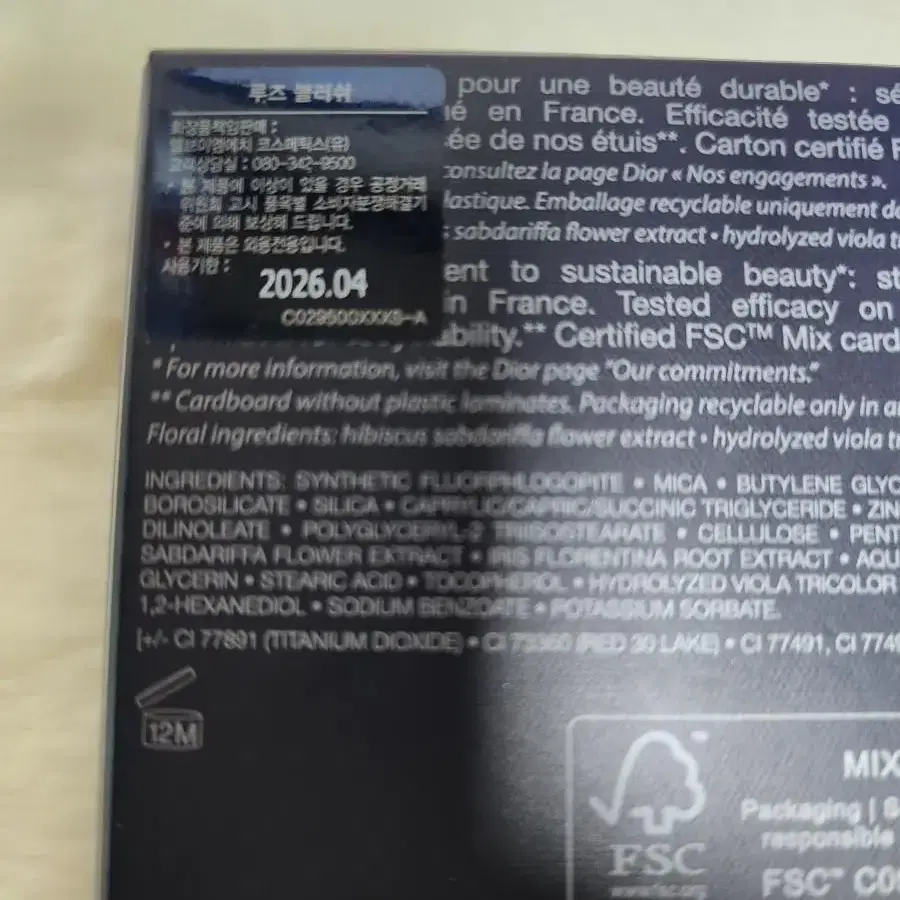 루즈 블러쉬
화장품책임판매 :
엘브이엠에이치 코스메틱스(유)
고객상담실 : 080-342-9500
• 본 제품에 이상이 있을 경우 공정거래
위원회 고시 품목별 소비자분쟁해결기
준에 의해 보상해 드립니다.
• 본 제품은 외용전용입니다.
사용기한 :
2026.04
pour une beauté durable* : sé
é en France. Efficacité testée
ée de nos étuis**. Carton certifié F
consultez la page Dior « Nos engagements ».
lastique. Emballage recyclable uniquement da
sabdariffa flower extract • hydrolyzed viola tr
ent to sustainable beauty*: st
in France. Tested efficacy on
ability.** Certified FSC™ Mix card
* For more information, visit the Dior page "Our commitments."
** Cardboard without plastic laminates. Packaging recyclable only in a
Floral ingredients: hibiscus sabdariffa flower extract • hydrolyzed viola tr
INGREDIENTS: SYNTHETIC FLUORPHLOGOPITE • MICA • BUTYLENE GLYC
BOROSILICATE • SILICA • CAPRYLIC/CAPRIC/SUCCINIC TRIGLYCERIDE • ZIN
DILINOLEATE • POLYGLYCERYL-2 TRIISOSTEARATE • CELLULOSE • PENT
SABDARIFFA FLOWER EXTRACT • IRIS FLORENTINA ROOT EXTRACT • AQU
GLYCERIN • STEARIC ACID • TOCOPHEROL • HYDROLYZED VIOLA TRICOLOR
1,2-HEXANEDIOL • SODIUM BENZOATE • POTASSIUM SORBATE.
[+/- CI 77891 (TITANIUM DIOXIDE) • CI 73360 (RED 30 LAKE) • CI 77491, CI 774
12M
MIX
Packaging |
responsible
FSC
www.fsc.org
FSC™ C0